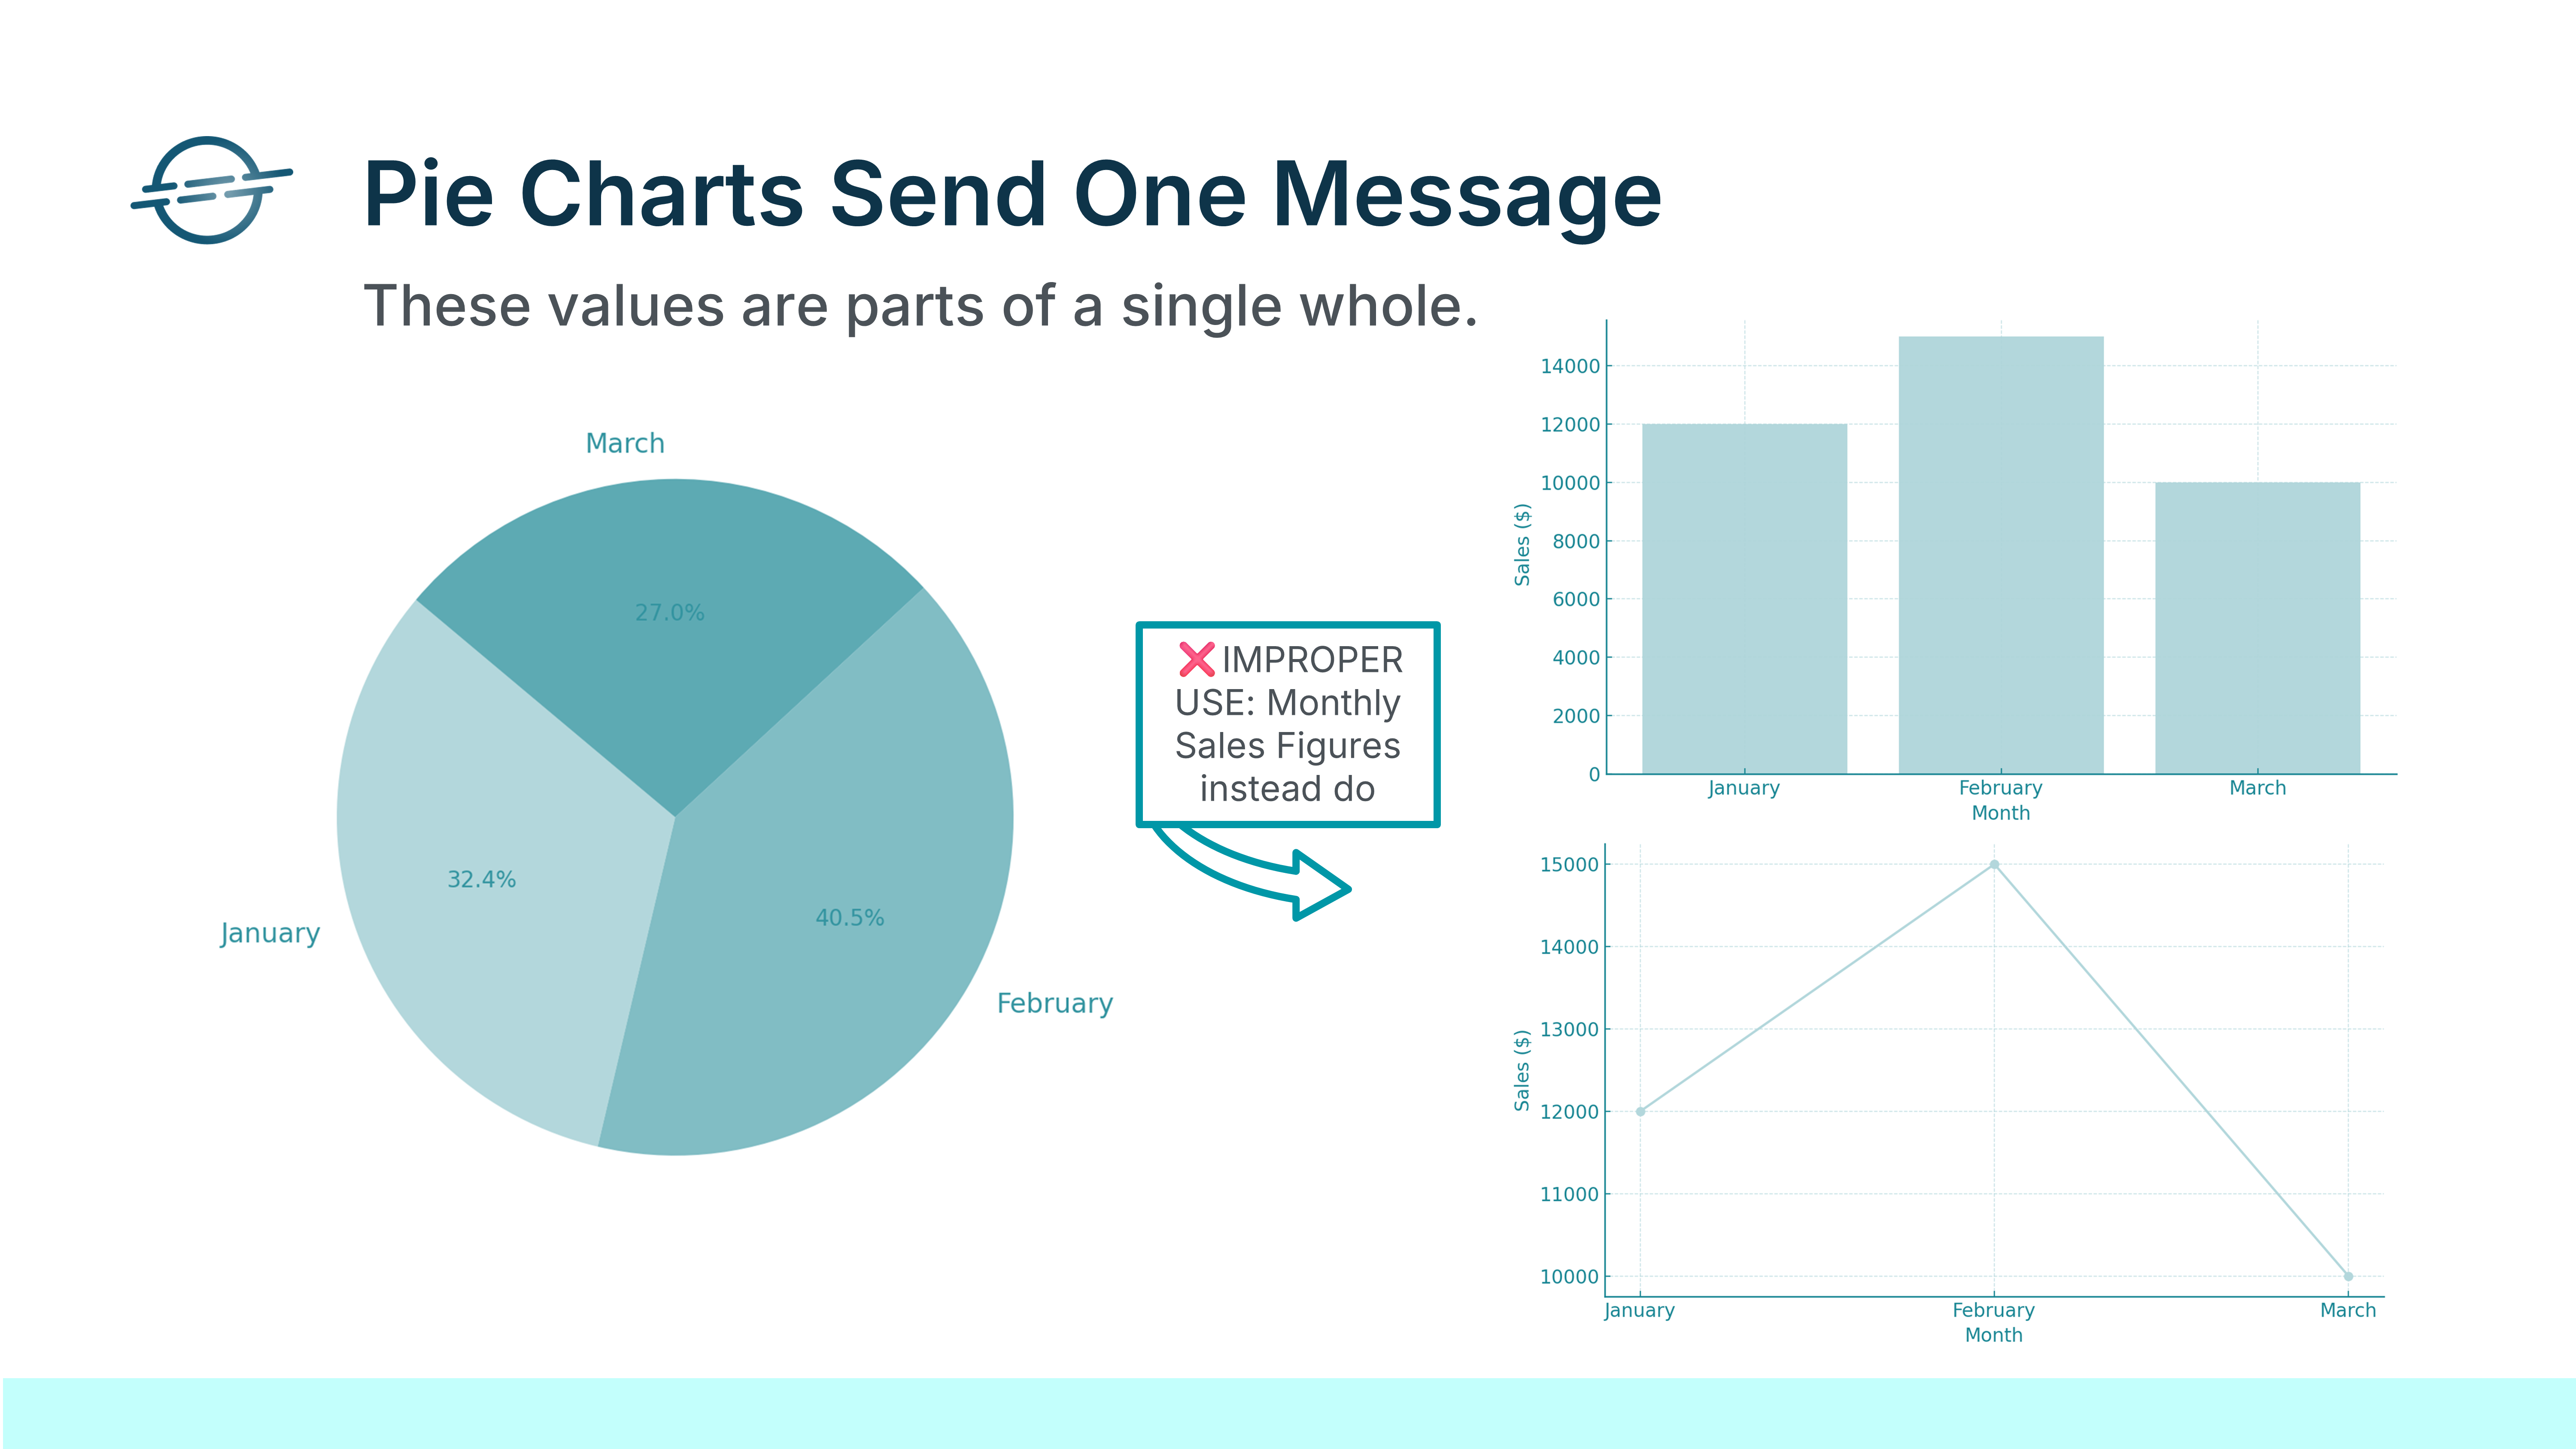 Pie Charts Send One Message
These values are parts of a single whole.
March
27.0%
32.4%
40.5%
January
February
❌ IMPROPER
USE: Monthly
Sales Figures
instead do
14000
12000
10000
8000
6000
4000
2000
0
Sales ($)
January February March
Month
15000
14000
13000
12000
11000
10000
Sales ($)
January February March
Month